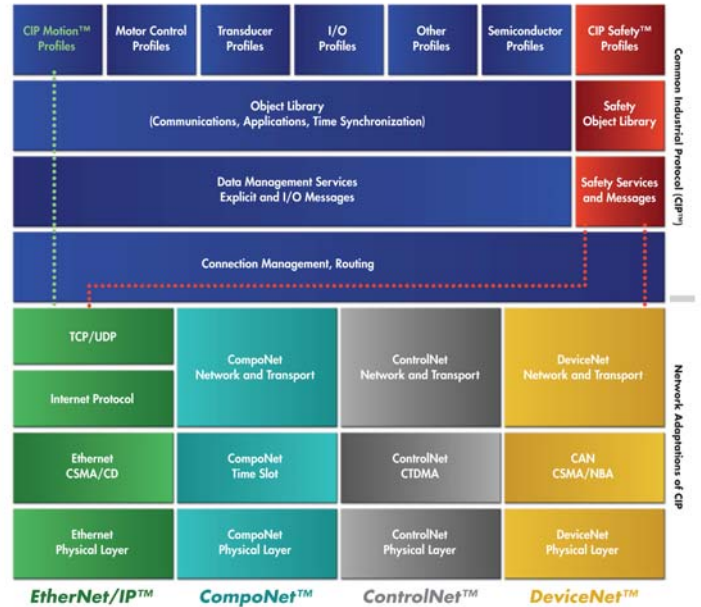 CIP Motion™
Profiles
Motor Control
Profiles
Transducer
Profiles
I/O
Profiles
Other
Profiles
Semiconductor
Profiles
CIP Safety™
Profiles
Object Library
(Communications, Applications, Time Synchronization)
Safety
Object Library
Data Management Services
Explicit and I/O Messages
Safety Services
and Messages
Connection Management, Routing
Common Industrial Protocol (CIP™)
TCP/UDP
Internet Protocol
CompoNet
Network and Transport
ControlNet
Network and Transport
DeviceNet
Network and Transport
Ethernet
CSMA/CD
CompoNet
Time Slot
ControlNet
CTDMA
CAN
CSMA/NBA
Ethernet
Physical Layer
CompoNet
Physical Layer
ControlNet
Physical Layer
DeviceNet
Physical Layer
Network Adaptations of CIP
EtherNet/IP™
CompoNet™
ControlNet™
DeviceNet™